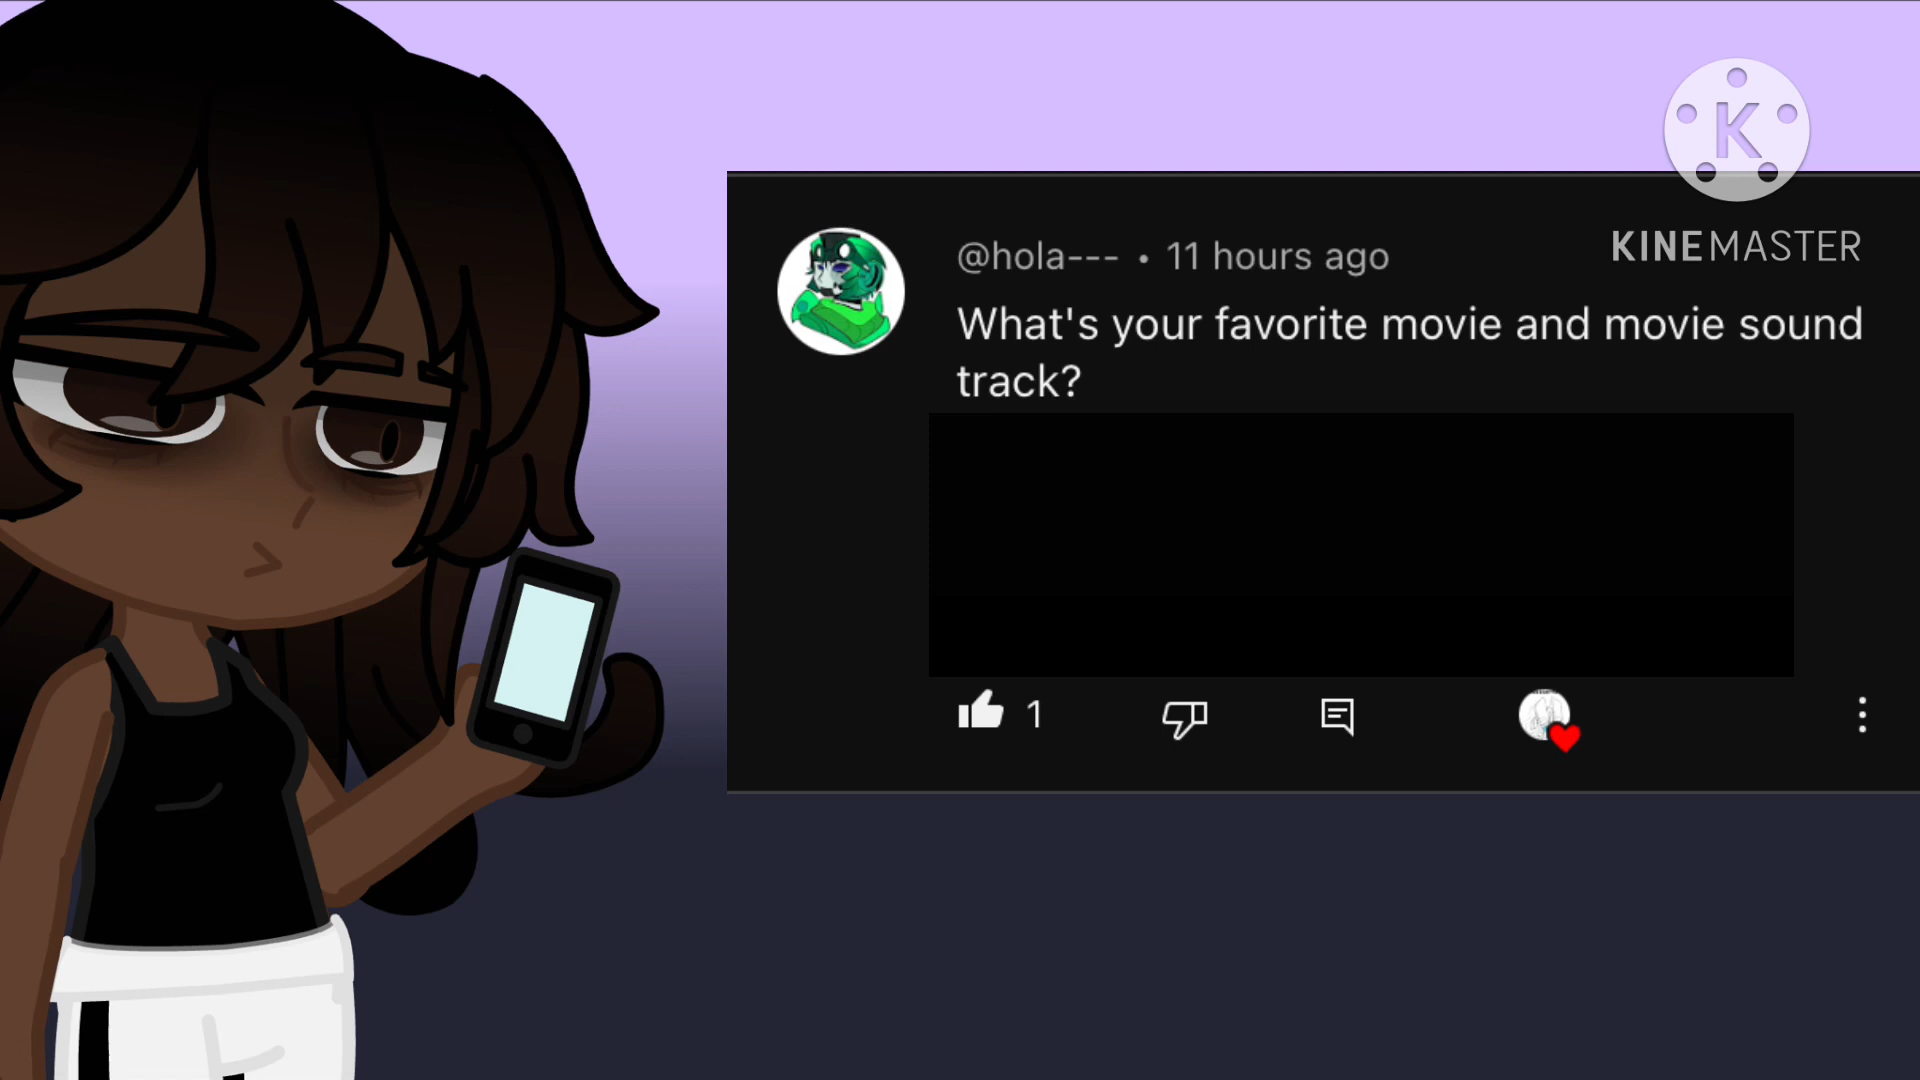 K
KINEMASTER
@hola--- • 11 hours ago
What's your favorite movie and movie sound
track?
1